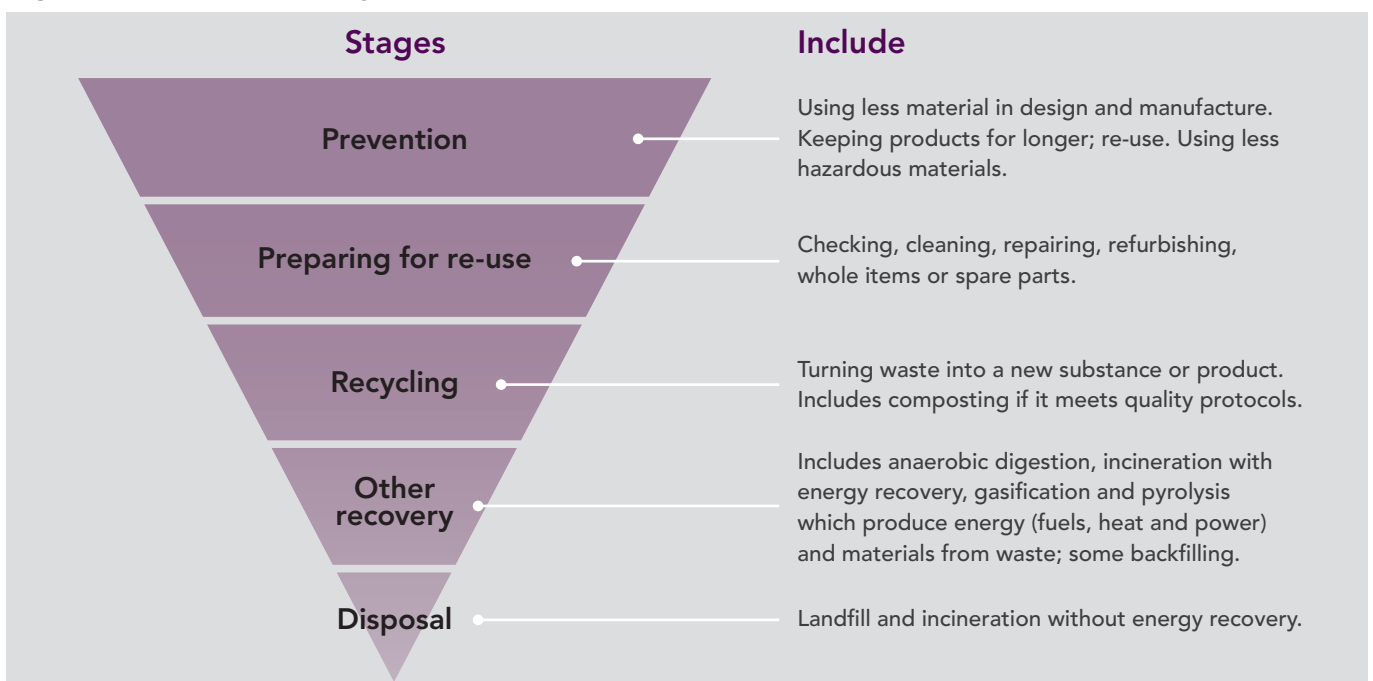 Stages
Include
Prevention
Using less material in design and manufacture.
Keeping products for longer; re-use. Using less
hazardous materials.
Preparing for re-use
Checking, cleaning, repairing, refurbishing,
whole items or spare parts.
Recycling
Turning waste into a new substance or product.
Includes composting if it meets quality protocols.
Other
recovery
Includes anaerobic digestion, incineration with
energy recovery, gasification and pyrolysis
which produce energy (fuels, heat and power)
and materials from waste; some backfilling.
Disposal
Landfill and incineration without energy recovery.